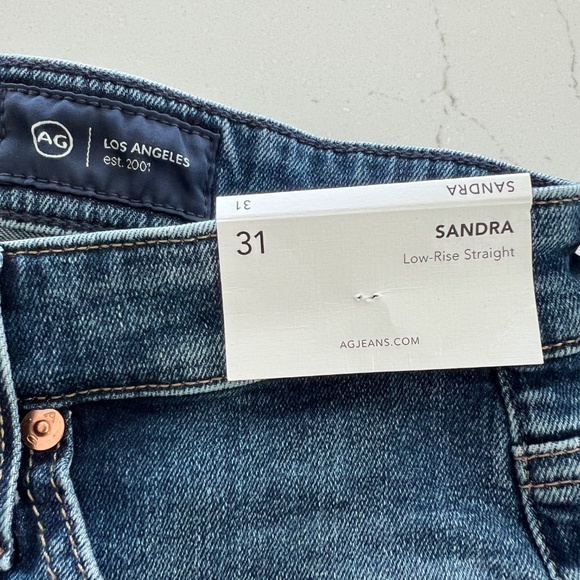 AG
LOS ANGELES
est. 2001
SANDRA
31
31
SANDRA
Low-Rise Straight
AGJEANS.COM